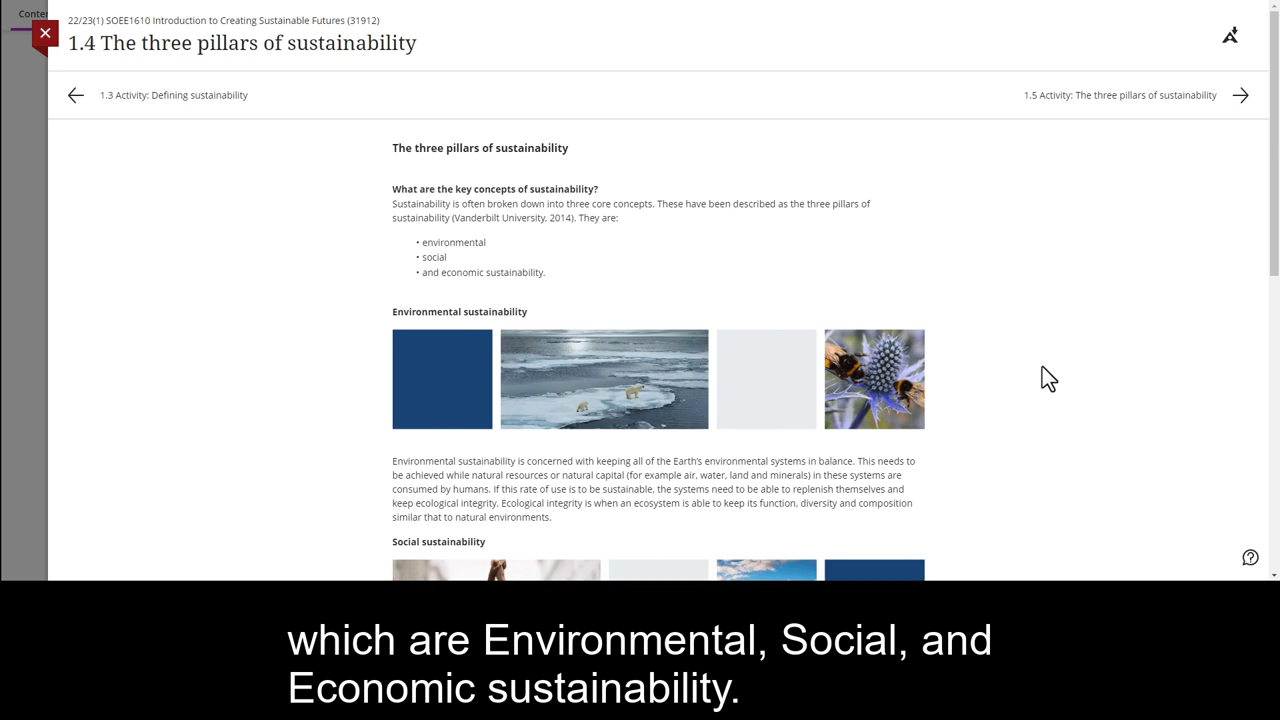 Conte
22/23(1) SOEE1610 Introduction to Creating Sustainable Futures (31912)
1.4 The three pillars of sustainability
1.3 Activity: Defining sustainability
1.5 Activity: The three pillars of sustainability
The three pillars of sustainability
What are the key concepts of sustainability?
Sustainability is often broken down into three core concepts. These have been described as the three pillars of
sustainability (Vanderbilt University, 2014). They are:
• environmental
• social
• and economic sustainability.
Environmental sustainability
Environmental sustainability is concerned with keeping all of the Earth's environmental systems in balance. This needs to
be achieved while natural resources or natural capital (for example air, water, land and minerals) in these systems are
consumed by humans. If this rate of use is to be sustainable, the systems need to be able to replenish themselves and
keep ecological integrity. Ecological integrity is when an ecosystem is able to keep its function, diversity and composition
similar that to natural environments.
Social sustainability
which are Environmental, Social, and
Economic sustainability.